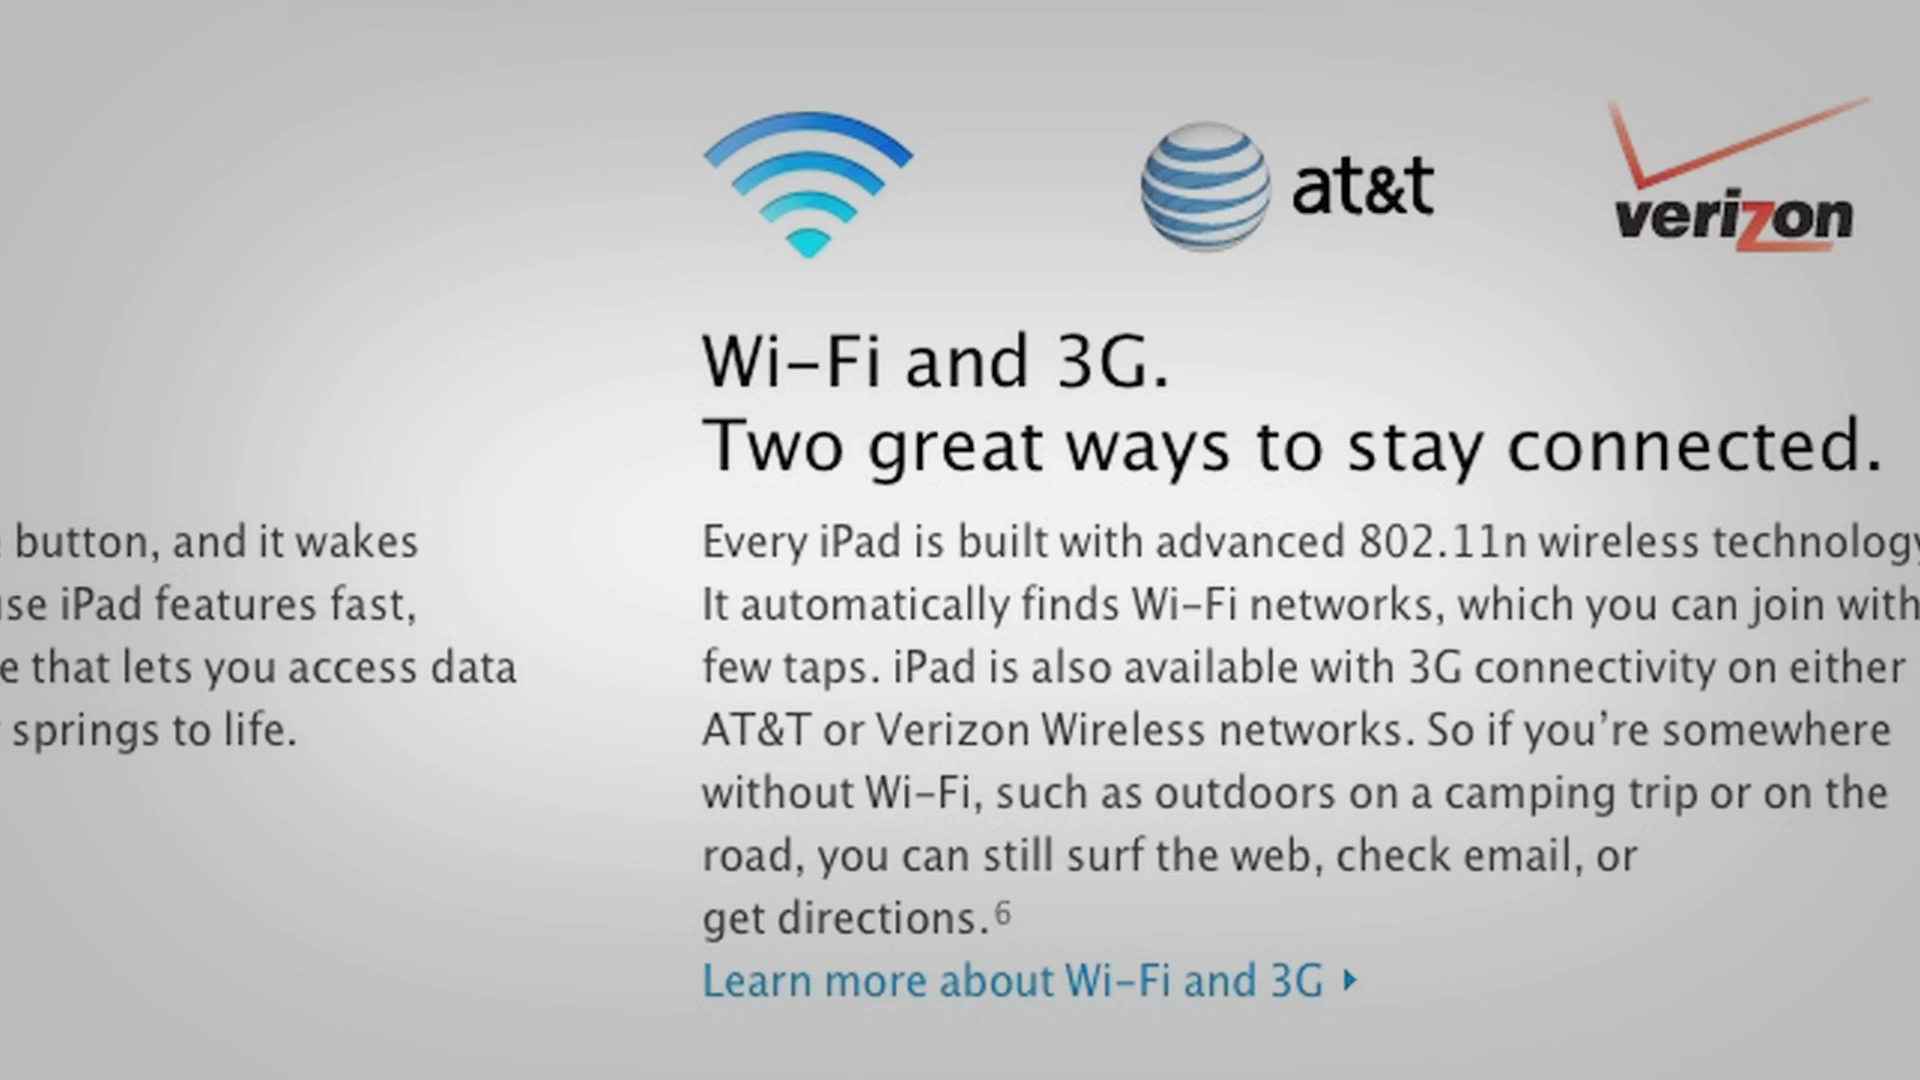 at&t
verizon
Wi-Fi and 3G.
Two great ways to stay connected.
button, and it wakes
iPad features fast,
that lets you access data
springs to life.
Every iPad is built with advanced 802.11n wireless technology
It automatically finds Wi-Fi networks, which you can join with
few taps. iPad is also available with 3G connectivity on either
AT&T or Verizon Wireless networks. So if you’re somewhere
without Wi-Fi, such as outdoors on a camping trip or on the
road, you can still surf the web, check email, or
get directions.6
Learn more about Wi-Fi and 3G